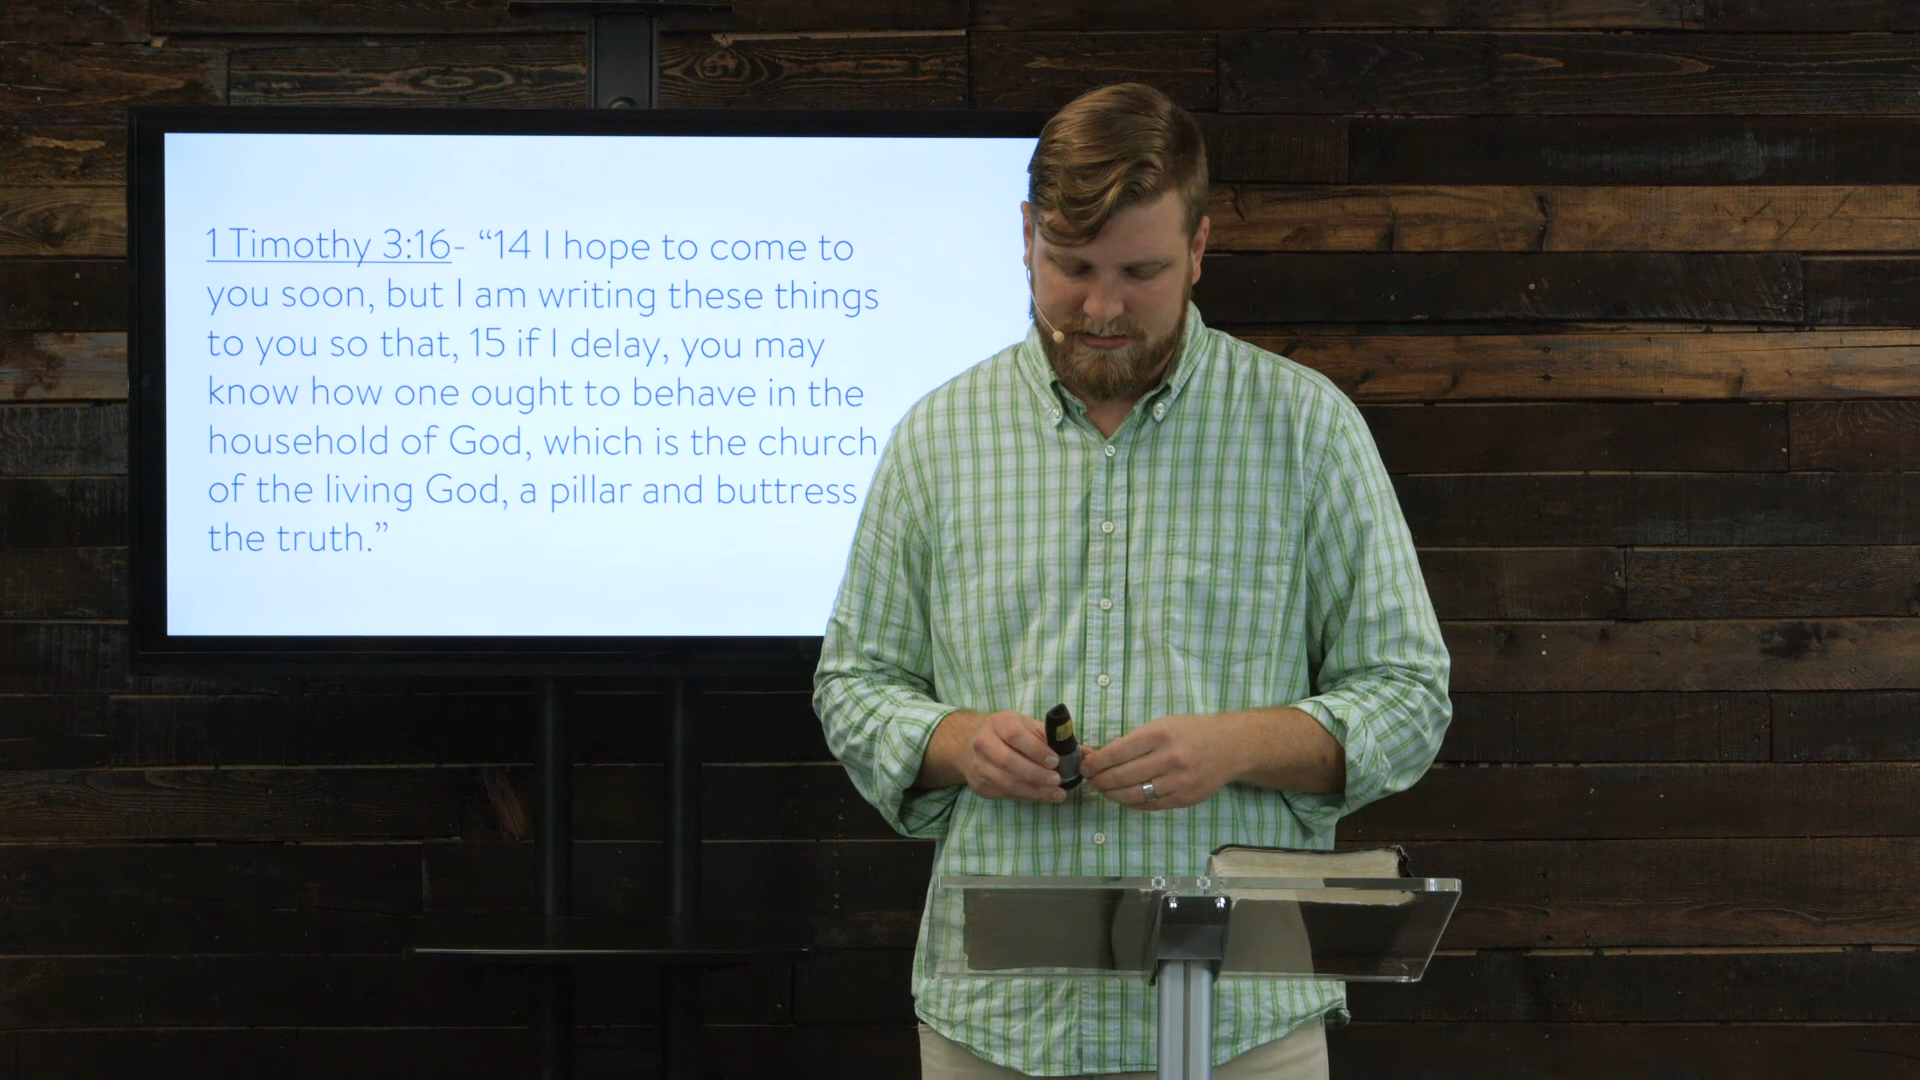 1 Timothy 3:16- “14 I hope to come to
you soon, but I am writing these things
to you so that, 15 if I delay, you may
know how one ought to behave in the
household of God, which is the church
of the living God, a pillar and buttress
the truth.”